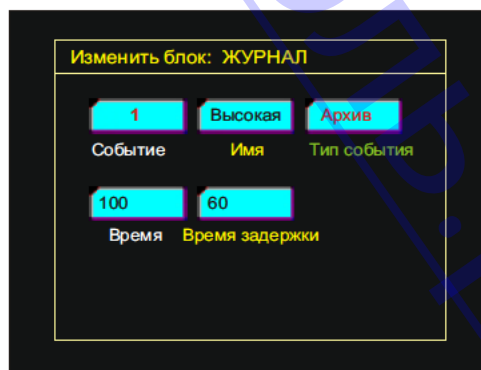 Изменить блок: ЖУРНАЛ
1 Высокая Архив
Событие Имя Тип события
100 60
Время Время задержки